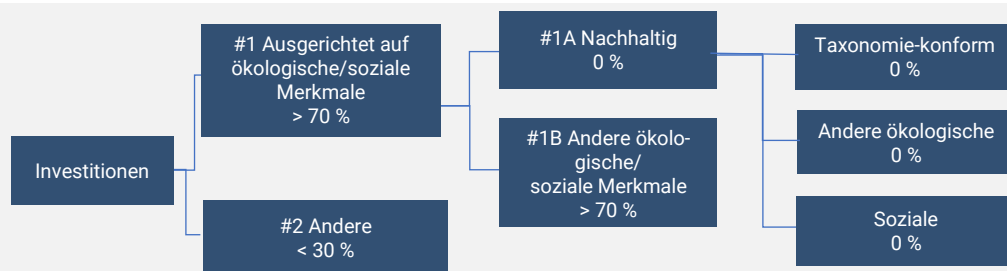 Investitionen
#1 Ausgerichtet auf
ökologische/soziale
Merkmale
> 70 %
#2 Andere
< 30 %
#1A Nachhaltig
0 %
#1B Andere ökolo-
gische/
soziale Merkmale
> 70 %
Taxonomie-konform
0 %
Andere ökologische
0 %
Soziale
0 %